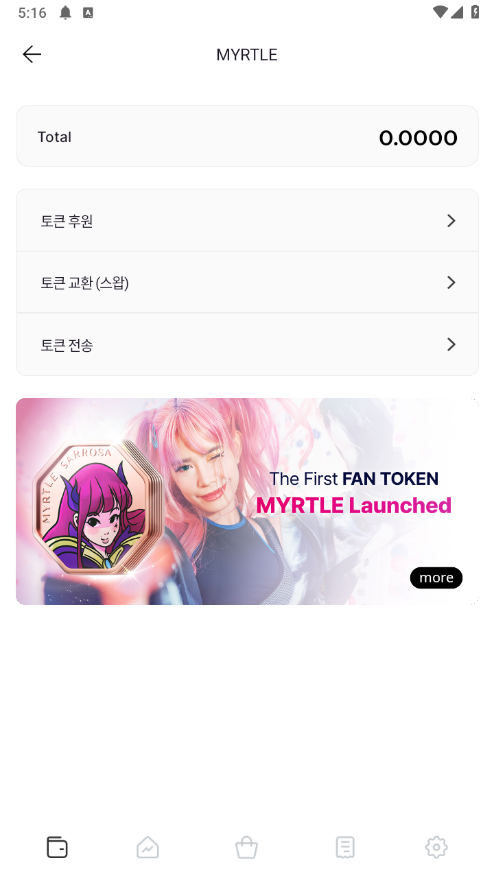 5:16
MYRTLE
Total
0.0000
토큰 후원
토큰 교환 (스왑)
토큰 전송
MYRTLE SARROSA
The First FAN TOKEN
MYRTLE Launched
more